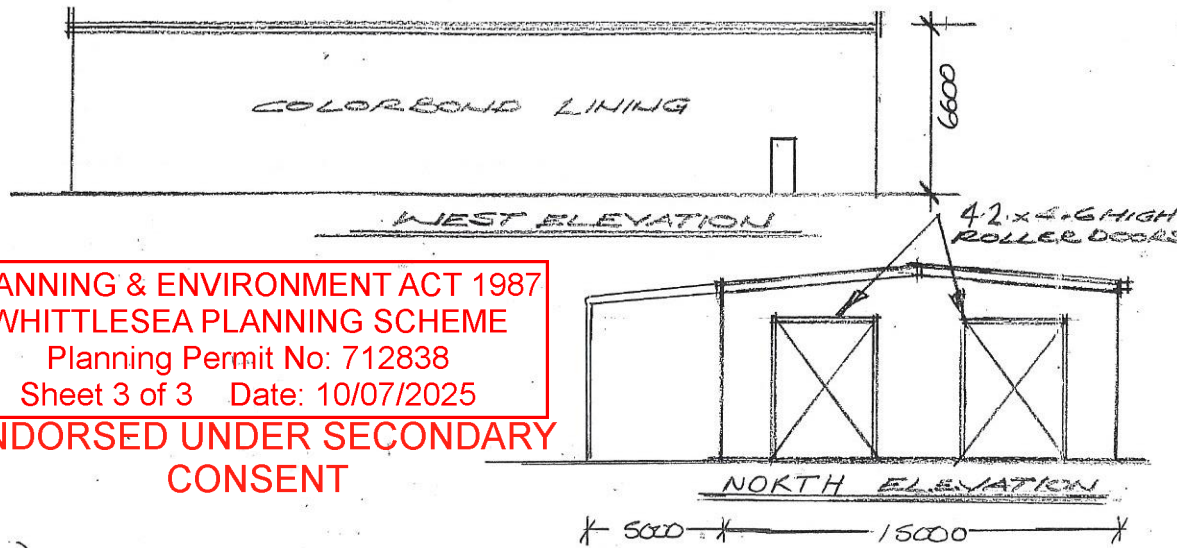 COLORBOND LINING
6600
WEST ELEVATION
4.2 x 4.6 HIGH
ROLLER DOORS
ANNING & ENVIRONMENT ACT 1987
WHITTLESEA PLANNING SCHEME
Planning Permit No: 712838
Sheet 3 of 3 Date: 10/07/2025
NDORSED UNDER SECONDARY
CONSENT
NORTH ELEVATION
5000
15000